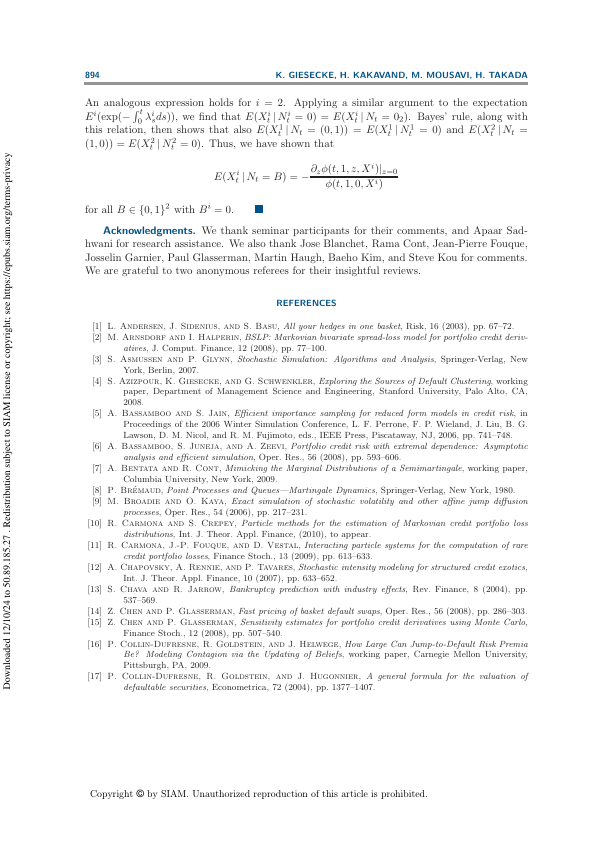 894 K. GIESECKE, H. KAKAVAND, M. MOUSAVI, H. TAKADA
An analogous expression holds for i = 2. Applying a similar argument to the expectation
E^i(exp(−∫_0^t λ_s^i ds)), we find that E(X_t^i | N_t^i = 0) = E(X_t^i | N_t = 0_2). Bayes' rule, along with
this relation, then shows that also E(X_t^1 | N_t = (0, 1)) = E(X_t^1 | N_t^1 = 0) and E(X_t^2 | N_t =
(1, 0)) = E(X_t^2 | N_t^2 = 0). Thus, we have shown that
E(X_t^i | N_t = B) = −∂_zφ(t, 1, z, X^i)|_{z=0} / φ(t, 1, 0, X^i)
for all B ∈ {0, 1}^2 with B^i = 0. ■
Acknowledgments. We thank seminar participants for their comments, and Apaar Sad-
hwani for research assistance. We also thank Jose Blanchet, Rama Cont, Jean-Pierre Fouque,
Josselin Garnier, Paul Glasserman, Martin Haugh, Baeho Kim, and Steve Kou for comments.
We are grateful to two anonymous referees for their insightful reviews.
REFERENCES
[1] L. Andersen, J. Sidenius, and S. Basu, All your hedges in one basket, Risk, 16 (2003), pp. 67–72.
[2] M. Arnsdorf and I. Halperin, BSLP: Markovian bivariate spread-loss model for portfolio credit deriv-
atives, J. Comput. Finance, 12 (2008), pp. 77–100.
[3] S. Asmussen and P. Glynn, Stochastic Simulation: Algorithms and Analysis, Springer-Verlag, New
York, Berlin, 2007.
[4] S. Azizpour, K. Giesecke, and G. Schwenkler, Exploring the Sources of Default Clustering, working
paper, Department of Management Science and Engineering, Stanford University, Palo Alto, CA,
2008.
[5] A. Bassamboo and S. Jain, Efficient importance sampling for reduced form models in credit risk, in
Proceedings of the 2006 Winter Simulation Conference, L. F. Perrone, F. P. Wieland, J. Liu, B. G.
Lawson, D. M. Nicol, and R. M. Fujimoto, eds., IEEE Press, Piscataway, NJ, 2006, pp. 741–748.
[6] A. Bassamboo, S. Juneja, and A. Zeevi, Portfolio credit risk with extremal dependence: Asymptotic
analysis and efficient simulation, Oper. Res., 56 (2008), pp. 593–606.
[7] A. Bentata and R. Cont, Mimicking the Marginal Distributions of a Semimartingale, working paper,
Columbia University, New York, 2009.
[8] P. Brémaud, Point Processes and Queues—Martingale Dynamics, Springer-Verlag, New York, 1980.
[9] M. Broadie and O. Kaya, Exact simulation of stochastic volatility and other affine jump diffusion
processes, Oper. Res., 54 (2006), pp. 217–231.
[10] R. Carmona and S. Crepey, Particle methods for the estimation of Markovian credit portfolio loss
distributions, Int. J. Theor. Appl. Finance, (2010), to appear.
[11] R. Carmona, J.-P. Fouque, and D. Vestal, Interacting particle systems for the computation of rare
credit portfolio losses, Finance Stoch., 13 (2009), pp. 613–633.
[12] A. Chapovsky, A. Rennie, and P. Tavares, Stochastic intensity modeling for structured credit exotics,
Int. J. Theor. Appl. Finance, 10 (2007), pp. 633–652.
[13] S. Chava and R. Jarrow, Bankruptcy prediction with industry effects, Rev. Finance, 8 (2004), pp.
537–569.
[14] Z. Chen and P. Glasserman, Fast pricing of basket default swaps, Oper. Res., 56 (2008), pp. 286–303.
[15] Z. Chen and P. Glasserman, Sensitivity estimates for portfolio credit derivatives using Monte Carlo,
Finance Stoch., 12 (2008), pp. 507–540.
[16] P. Collin-Dufresne, R. Goldstein, and J. Helwege, How Large Can Jump-to-Default Risk Premia
Be? Modeling Contagion via the Updating of Beliefs, working paper, Carnegie Mellon University,
Pittsburgh, PA, 2009.
[17] P. Collin-Dufresne, R. Goldstein, and J. Hugonnier, A general formula for the valuation of
defaultable securities, Econometrica, 72 (2004), pp. 1377–1407.
Copyright © by SIAM. Unauthorized reproduction of this article is prohibited.
Downloaded 12/10/24 to 50.89.185.27 . Redistribution subject to SIAM license or copyright; see https://epubs.siam.org/terms-privacy